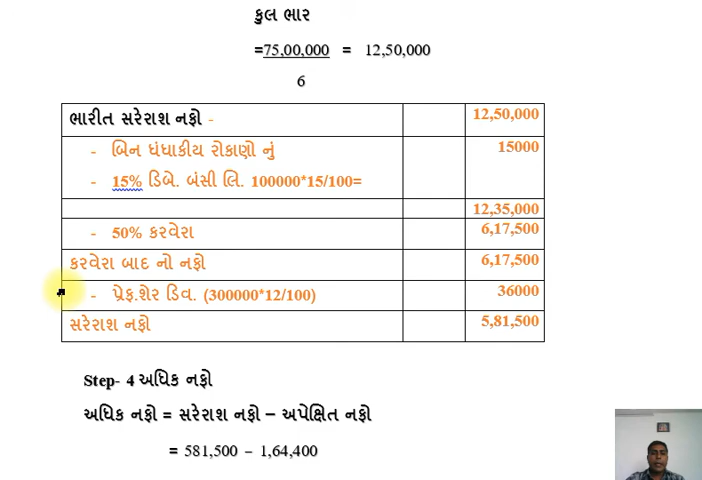 કુલ ભાર
=75,00,000 = 12,50,000
6
ભારીત સરેરાશ નફો - 12,50,000
- બિન ધંધાકીય રોકાણો નું 15000
- 15% ડિબે. બંસી લિ. 100000*15/100=
12,35,000
- 50% કરવેરા 6,17,500
કરવેરા બાદ નો નફો 6,17,500
- પ્રેફ.શેર ડિવ. (300000*12/100) 36000
સરેરાશ નફો 5,81,500
Step- 4 અધિક નફો
અધિક નફો = સરેરાશ નફો – અપેક્ષિત નફો
= 581,500 – 1,64,400